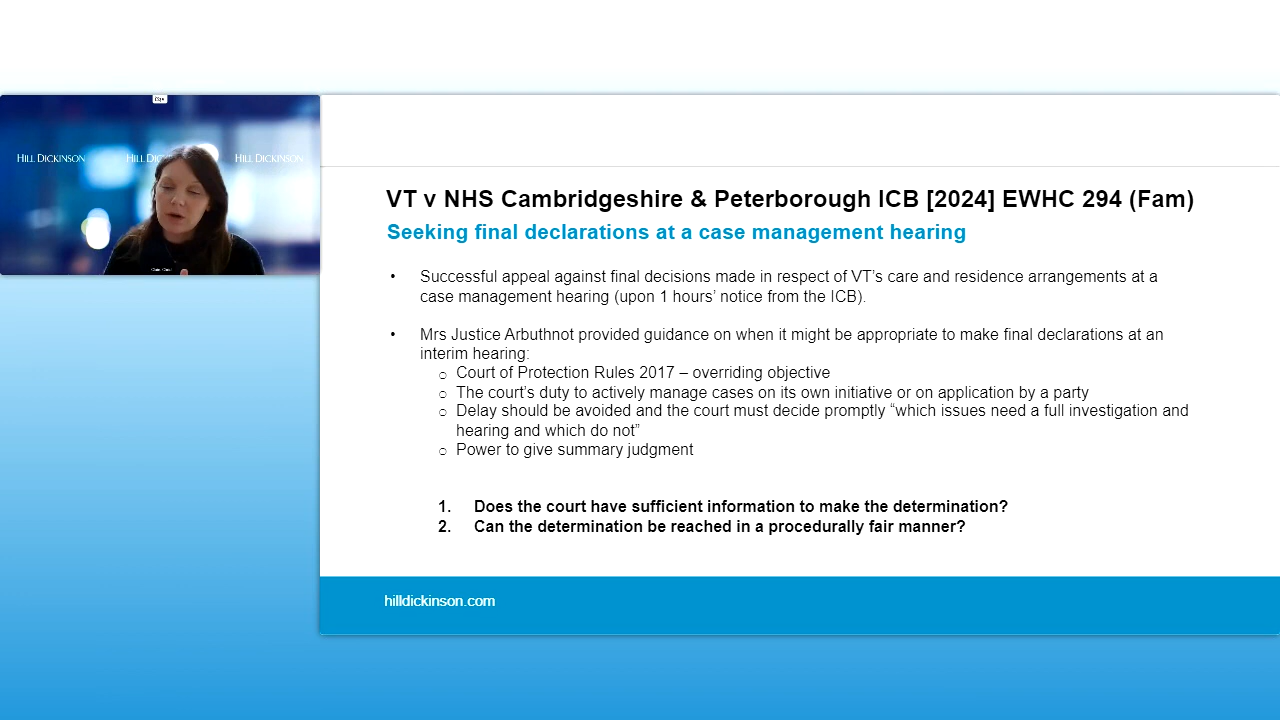 HILL DICKINSON
HILL DIC
HILL DICKINSON
VT v NHS Cambridgeshire & Peterborough ICB [2024] EWHC 294 (Fam)
Seeking final declarations at a case management hearing
• Successful appeal against final decisions made in respect of VT’s care and residence arrangements at a
case management hearing (upon 1 hours’ notice from the ICB).
• Mrs Justice Arbuthnot provided guidance on when it might be appropriate to make final declarations at an
interim hearing:
o Court of Protection Rules 2017 – overriding objective
o The court’s duty to actively manage cases on its own initiative or on application by a party
o Delay should be avoided and the court must decide promptly “which issues need a full investigation and
hearing and which do not”
o Power to give summary judgment
1. Does the court have sufficient information to make the determination?
2. Can the determination be reached in a procedurally fair manner?
hilldickinson.com